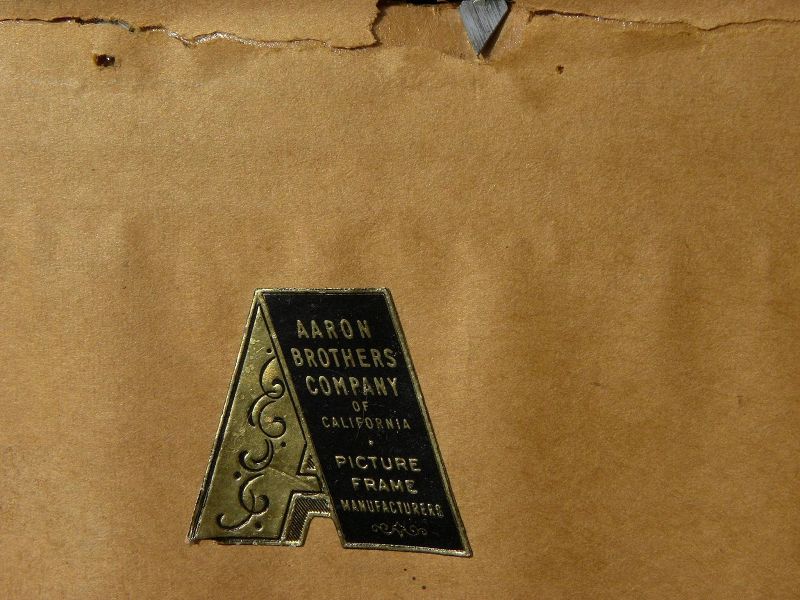 AARON
BROTHERS
COMPANY
OF
CALIFORNIA
PICTURE
FRAME
MANUFACTURERS